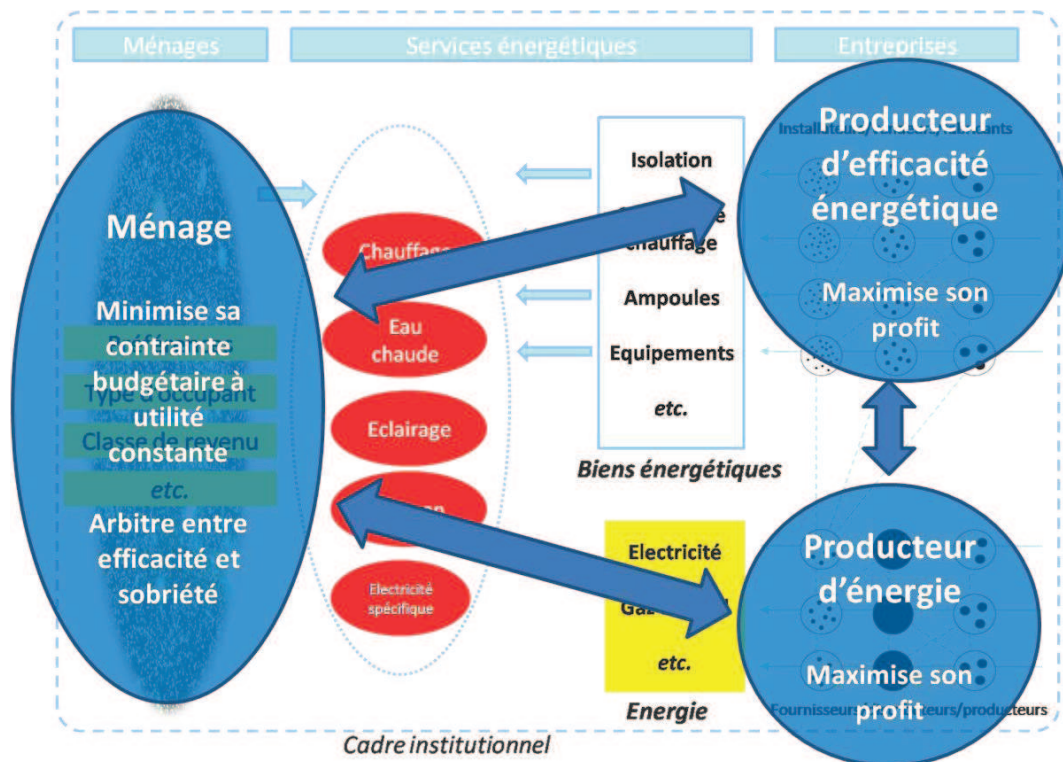 Ménages
Services énergétiques
Entreprises
Ménage
Minimise sa
contrainte
budgétaire à
Type d'occupant
utilité
Classe de revenu
constante
etc.
Arbitre entre
efficacité et
sobriété
Chauffage
Eau
chaude
Eclairage
Electricité
spécifique
Isolation
chauffage
Ampoules
Equipements
etc.
Biens énergétiques
Electricité
etc.
Energie
Producteur
d'efficacité
énergétique
Maximise son
profit
Producteur
d'énergie
Maximise son
profit
Cadre institutionnel